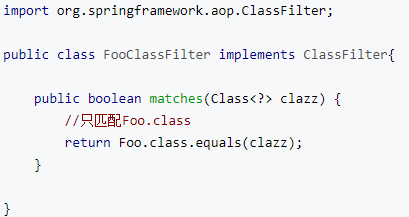 import org.springframework.aop.ClassFilter;
public class FooClassFilter implements ClassFilter{
public boolean matches(Class<?> clazz) {
//只匹配Foo.class
return Foo.class.equals(clazz);
}
}